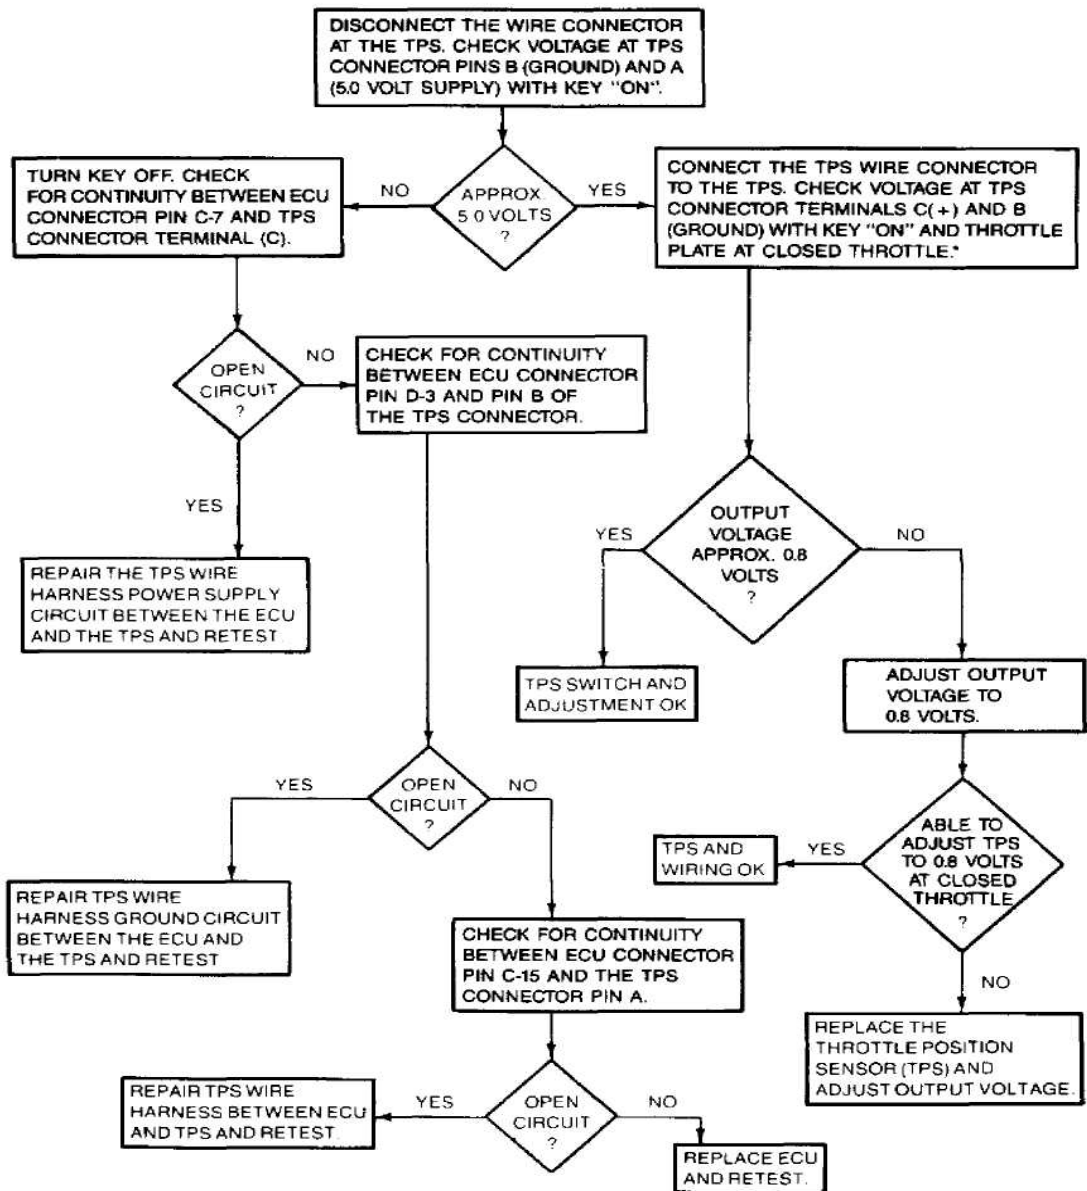 DISCONNECT THE WIRE CONNECTOR
AT THE TPS. CHECK VOLTAGE AT TPS
CONNECTOR PINS B (GROUND) AND A
(5.0 VOLT SUPPLY) WITH KEY "ON".
APPROX.
5.0 VOLTS
?
NO
YES
TURN KEY OFF. CHECK
FOR CONTINUITY BETWEEN ECU
CONNECTOR PIN C-7 AND TPS
CONNECTOR TERMINAL (C).
CONNECT THE TPS WIRE CONNECTOR
TO THE TPS. CHECK VOLTAGE AT TPS
CONNECTOR TERMINALS C(+) AND B
(GROUND) WITH KEY "ON" AND THROTTLE
PLATE AT CLOSED THROTTLE.*
OPEN
CIRCUIT
?
NO
CHECK FOR CONTINUITY
BETWEEN ECU CONNECTOR
PIN D-3 AND PIN B OF
THE TPS CONNECTOR.
YES
REPAIR THE TPS WIRE
HARNESS POWER SUPPLY
CIRCUIT BETWEEN THE ECU
AND THE TPS AND RETEST.
OUTPUT
VOLTAGE
APPROX. 0.8
VOLTS
?
YES
NO
TPS SWITCH AND
ADJUSTMENT OK
ADJUST OUTPUT
VOLTAGE TO
0.8 VOLTS.
OPEN
CIRCUIT
?
YES
NO
ABLE TO
ADJUST TPS
TO 0.8 VOLTS
AT CLOSED
THROTTLE
?
YES
TPS AND
WIRING OK
REPAIR TPS WIRE
HARNESS GROUND CIRCUIT
BETWEEN THE ECU AND
THE TPS AND RETEST
CHECK FOR CONTINUITY
BETWEEN ECU CONNECTOR
PIN C-15 AND THE TPS
CONNECTOR PIN A.
NO
REPLACE THE
THROTTLE POSITION
SENSOR (TPS) AND
ADJUST OUTPUT VOLTAGE.
OPEN
CIRCUIT
?
YES
REPAIR TPS WIRE
HARNESS BETWEEN ECU
AND TPS AND RETEST.
NO
REPLACE ECU
AND RETEST.